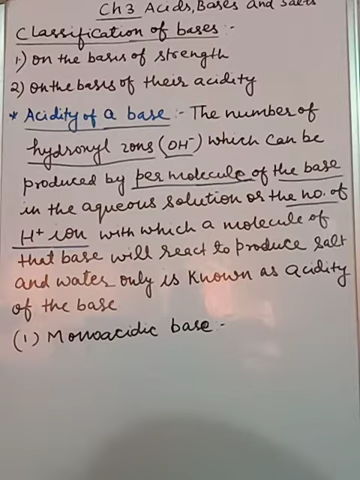 Ch 3 Acids, Bases and Salts
Classification of bases :-
1.) on the basis of strength
2) on the basis of their acidity
* Acidity of a base :- The number of
hydroxyl ions (OH⁻) which can be
produced by per molecule of the base
in the aqueous solution or the no. of
H⁺ ion with which a molecule of
that base will react to produce salt
and water only is known as acidity
of the base
(1) Monoacidic base -